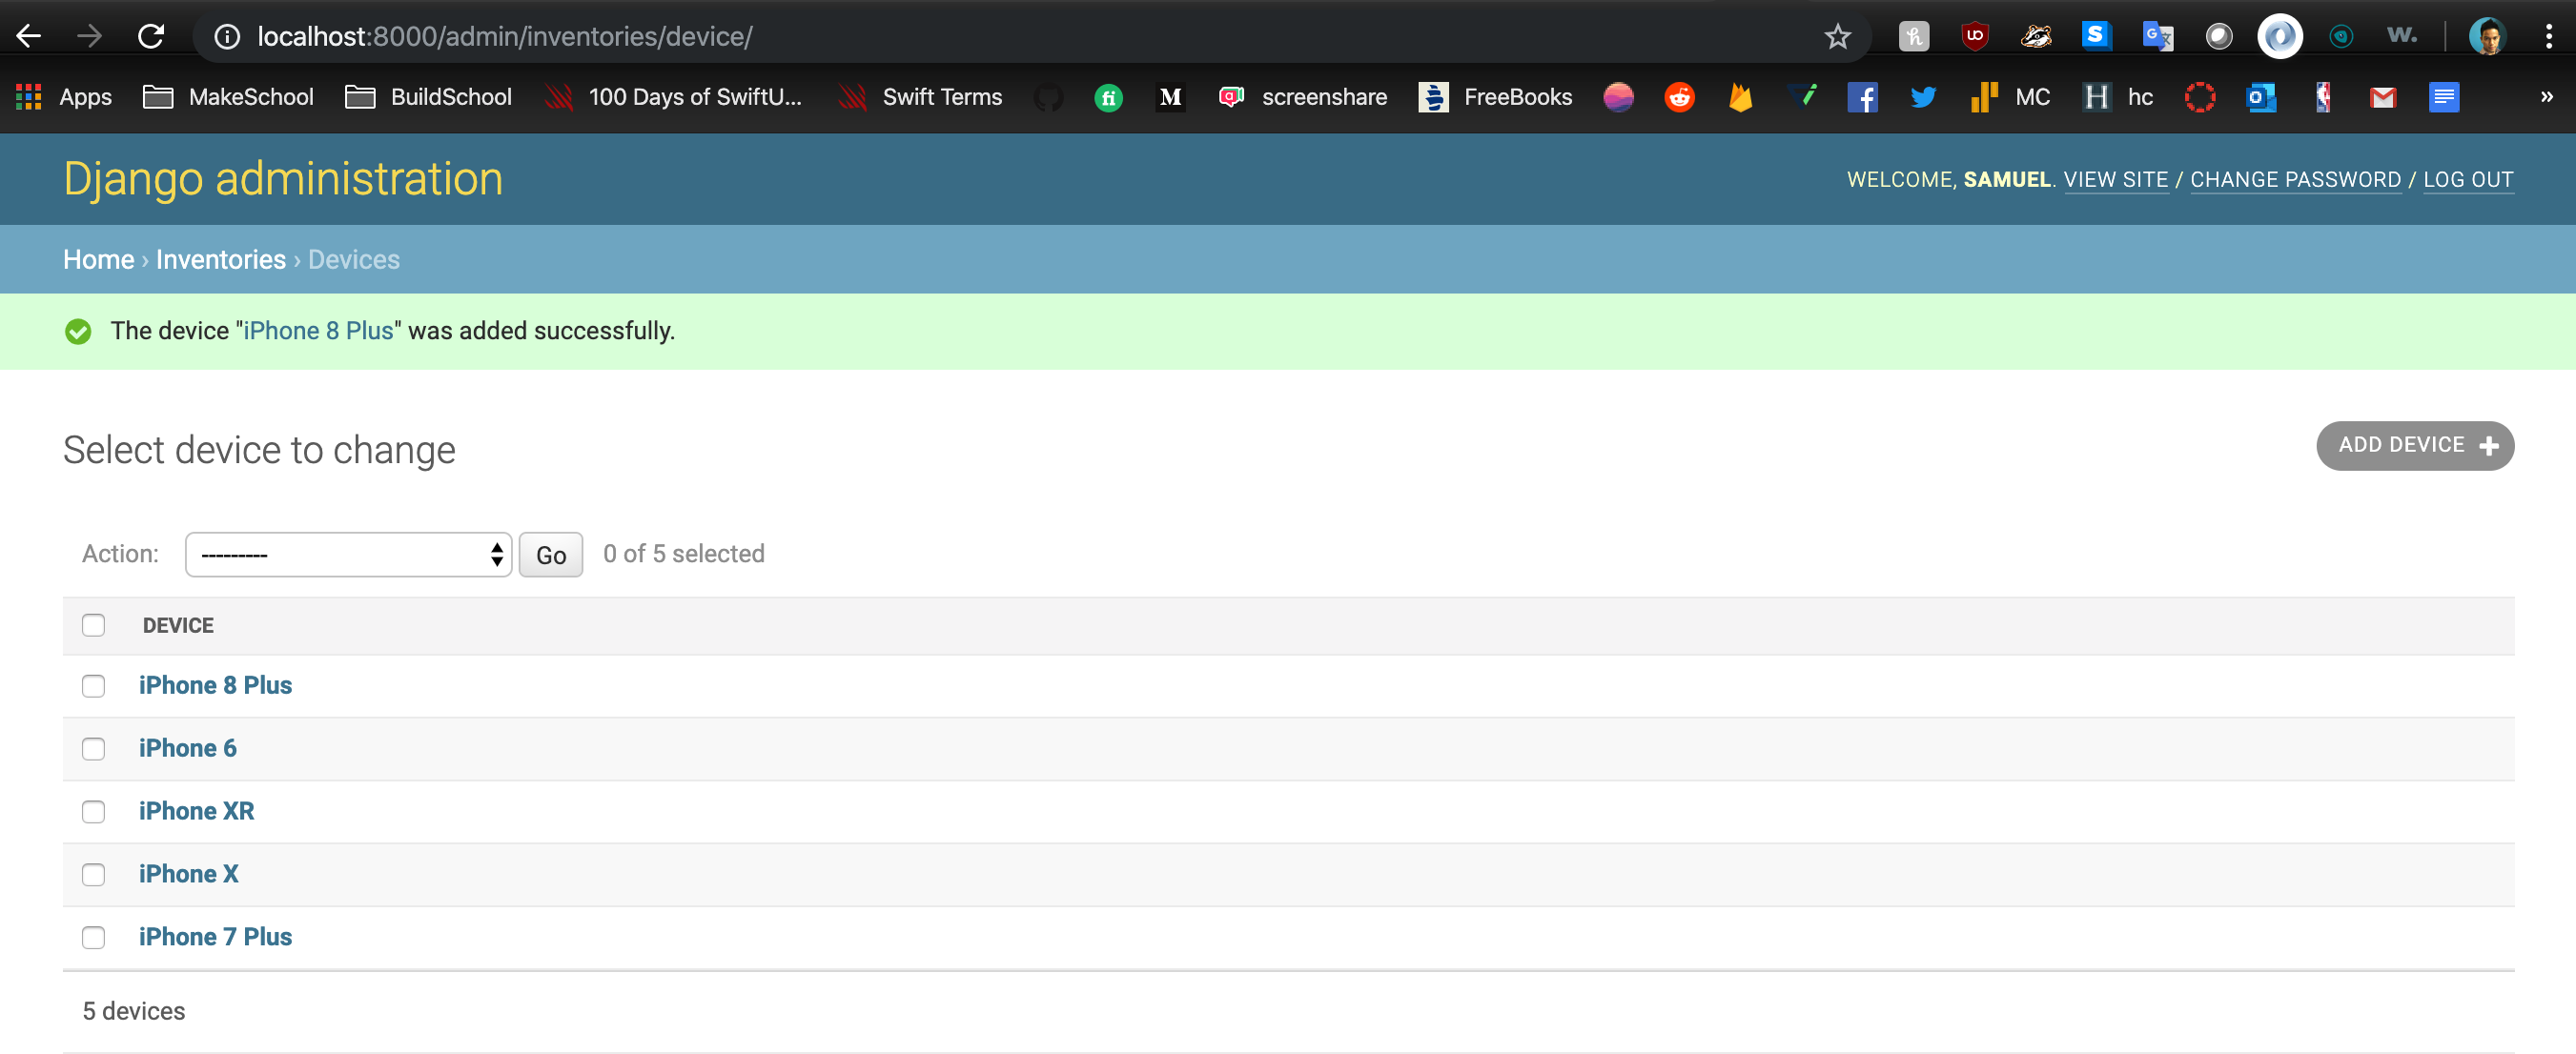 localhost:8000/admin/inventories/device/
Apps MakeSchool BuildSchool 100 Days of SwiftU... Swift Terms fi M screenshare FreeBooks MC H hc »
Django administration
WELCOME, SAMUEL. VIEW SITE / CHANGE PASSWORD / LOG OUT
Home › Inventories › Devices
The device "iPhone 8 Plus" was added successfully.
Select device to change
ADD DEVICE +
Action: --------- Go 0 of 5 selected
DEVICE
iPhone 8 Plus
iPhone 6
iPhone XR
iPhone X
iPhone 7 Plus
5 devices